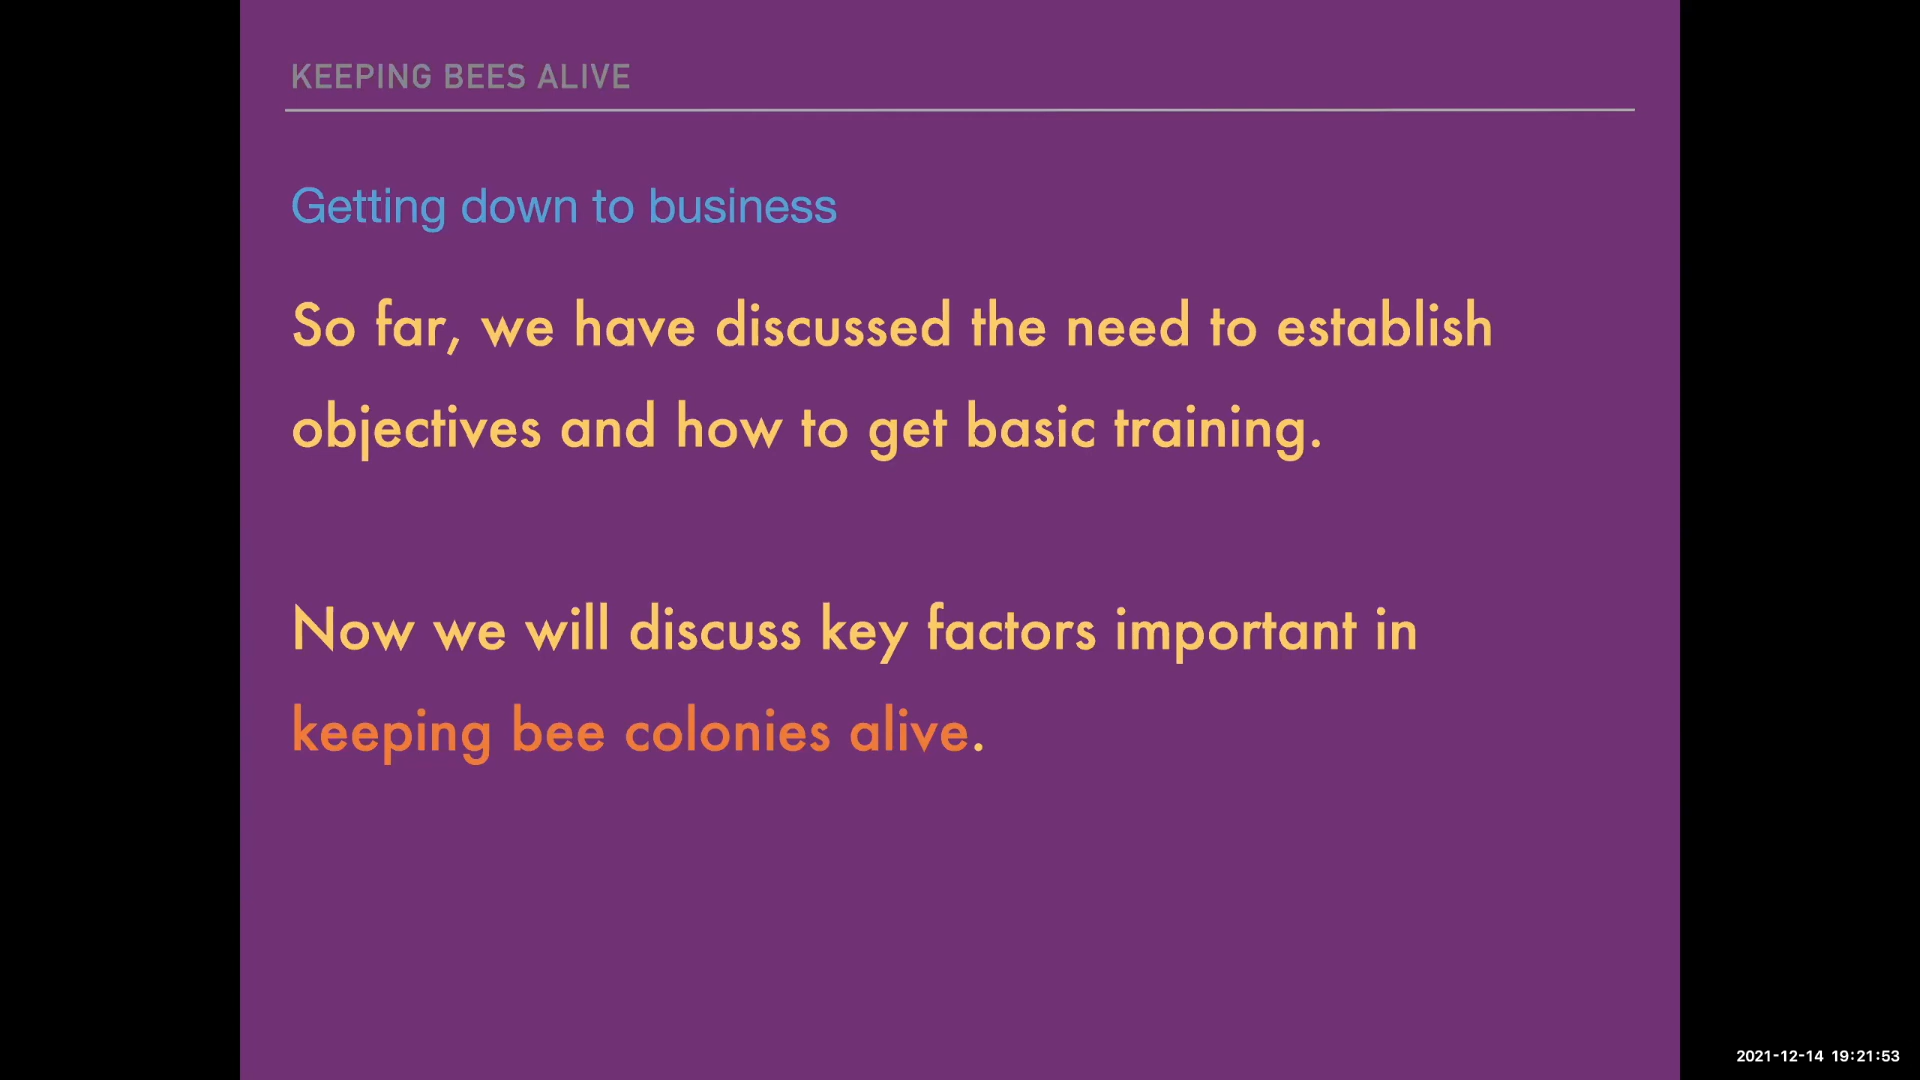 KEEPING BEES ALIVE
Getting down to business
So far, we have discussed the need to establish
objectives and how to get basic training.
Now we will discuss key factors important in
keeping bee colonies alive.
2021-12-14 19:21:53